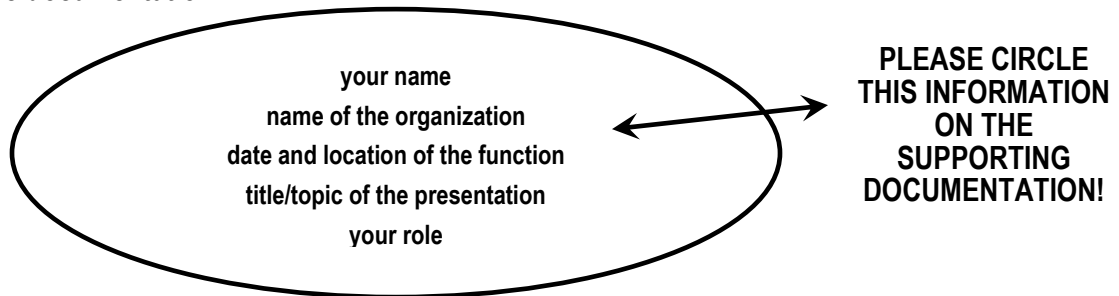 your name
name of the organization
date and location of the function
title/topic of the presentation
your role
PLEASE CIRCLE
THIS INFORMATION
ON THE
SUPPORTING
DOCUMENTATION!